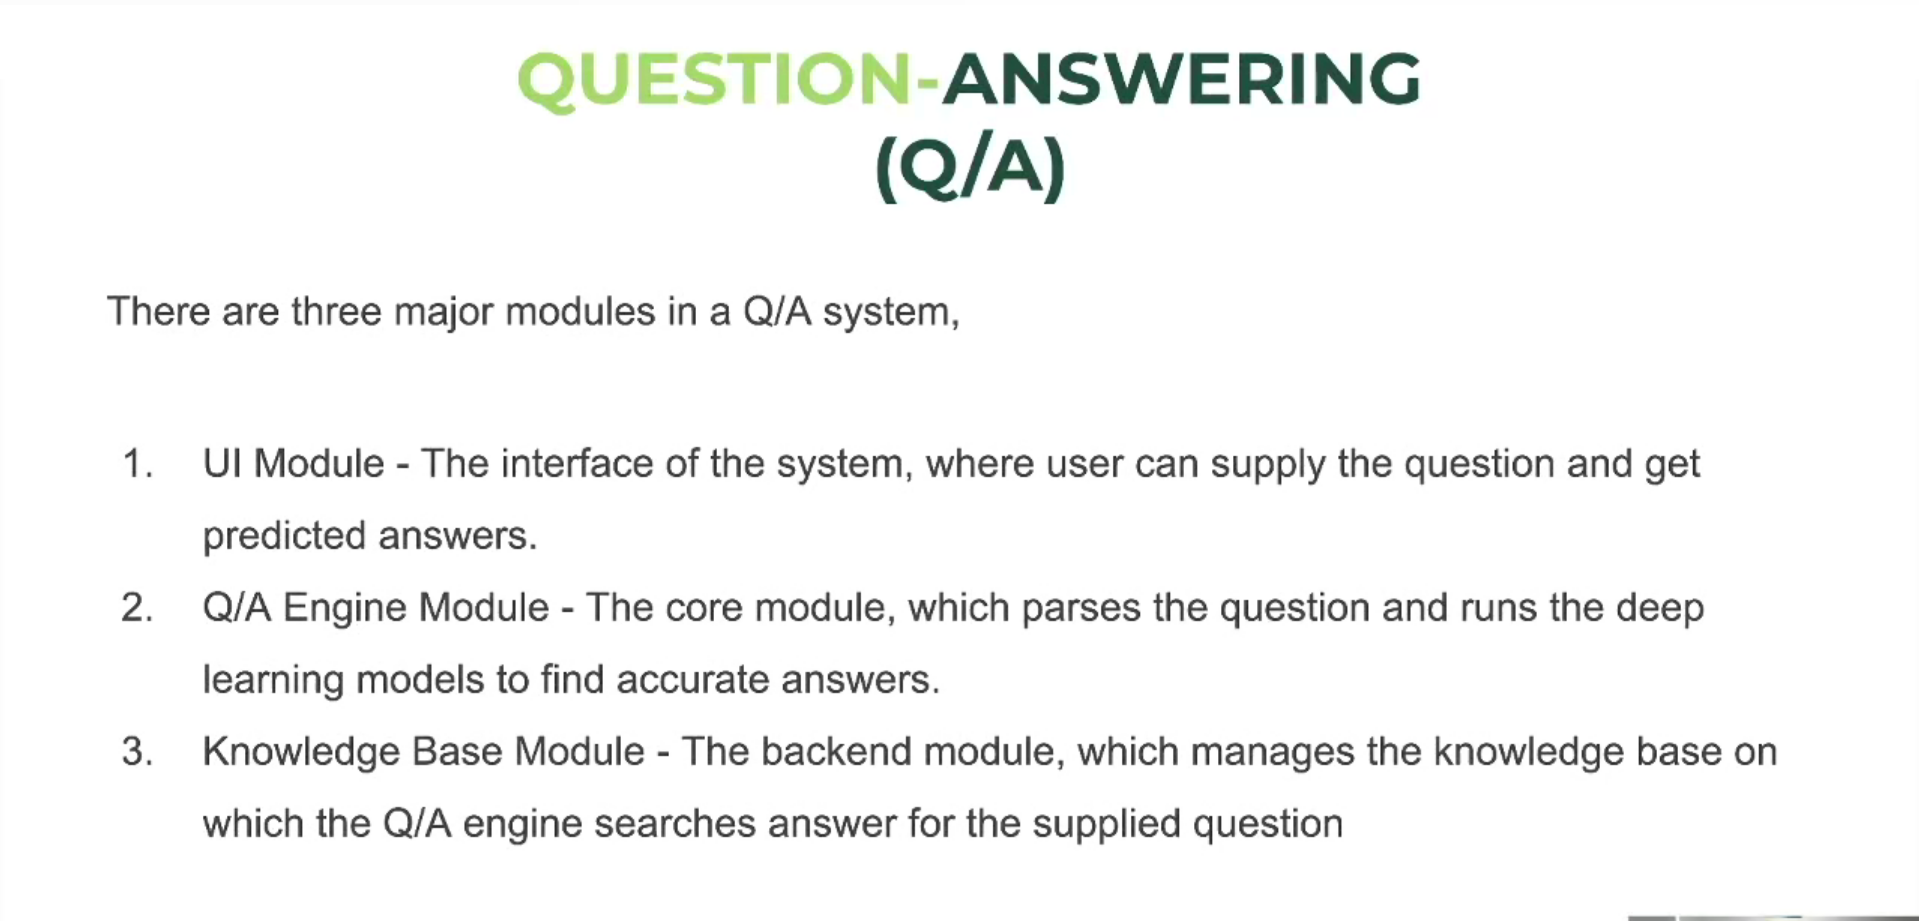 QUESTION-ANSWERING
(Q/A)
There are three major modules in a Q/A system,
1. UI Module - The interface of the system, where user can supply the question and get
predicted answers.
2. Q/A Engine Module - The core module, which parses the question and runs the deep
learning models to find accurate answers.
3. Knowledge Base Module - The backend module, which manages the knowledge base on
which the Q/A engine searches answer for the supplied question